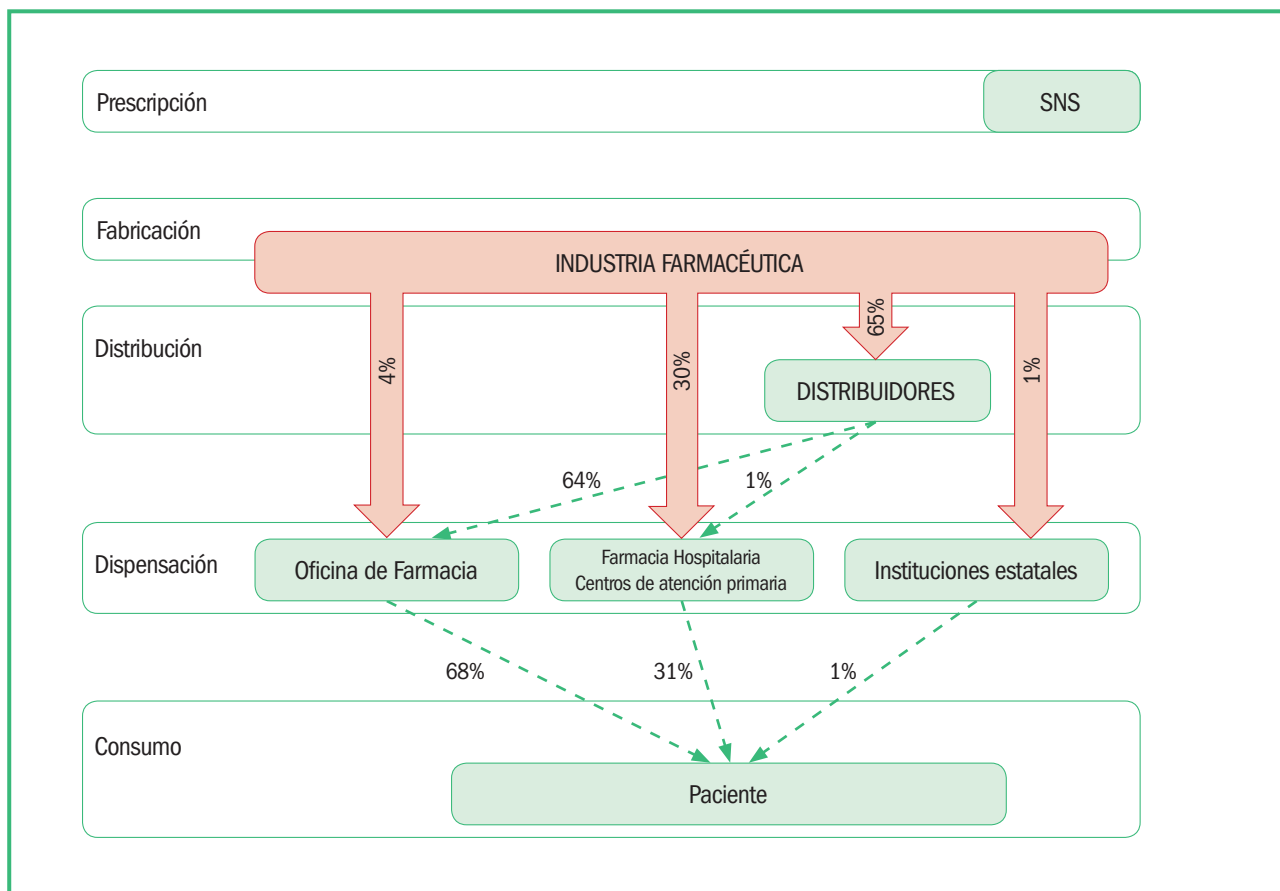 Prescripción
SNS
Fabricación
INDUSTRIA FARMACÉUTICA
Distribución
4%
30%
65%
1%
DISTRIBUIDORES
64%
1%
Dispensación
Oficina de Farmacia
Farmacia Hospitalaria
Centros de atención primaria
Instituciones estatales
68%
31%
1%
Consumo
Paciente